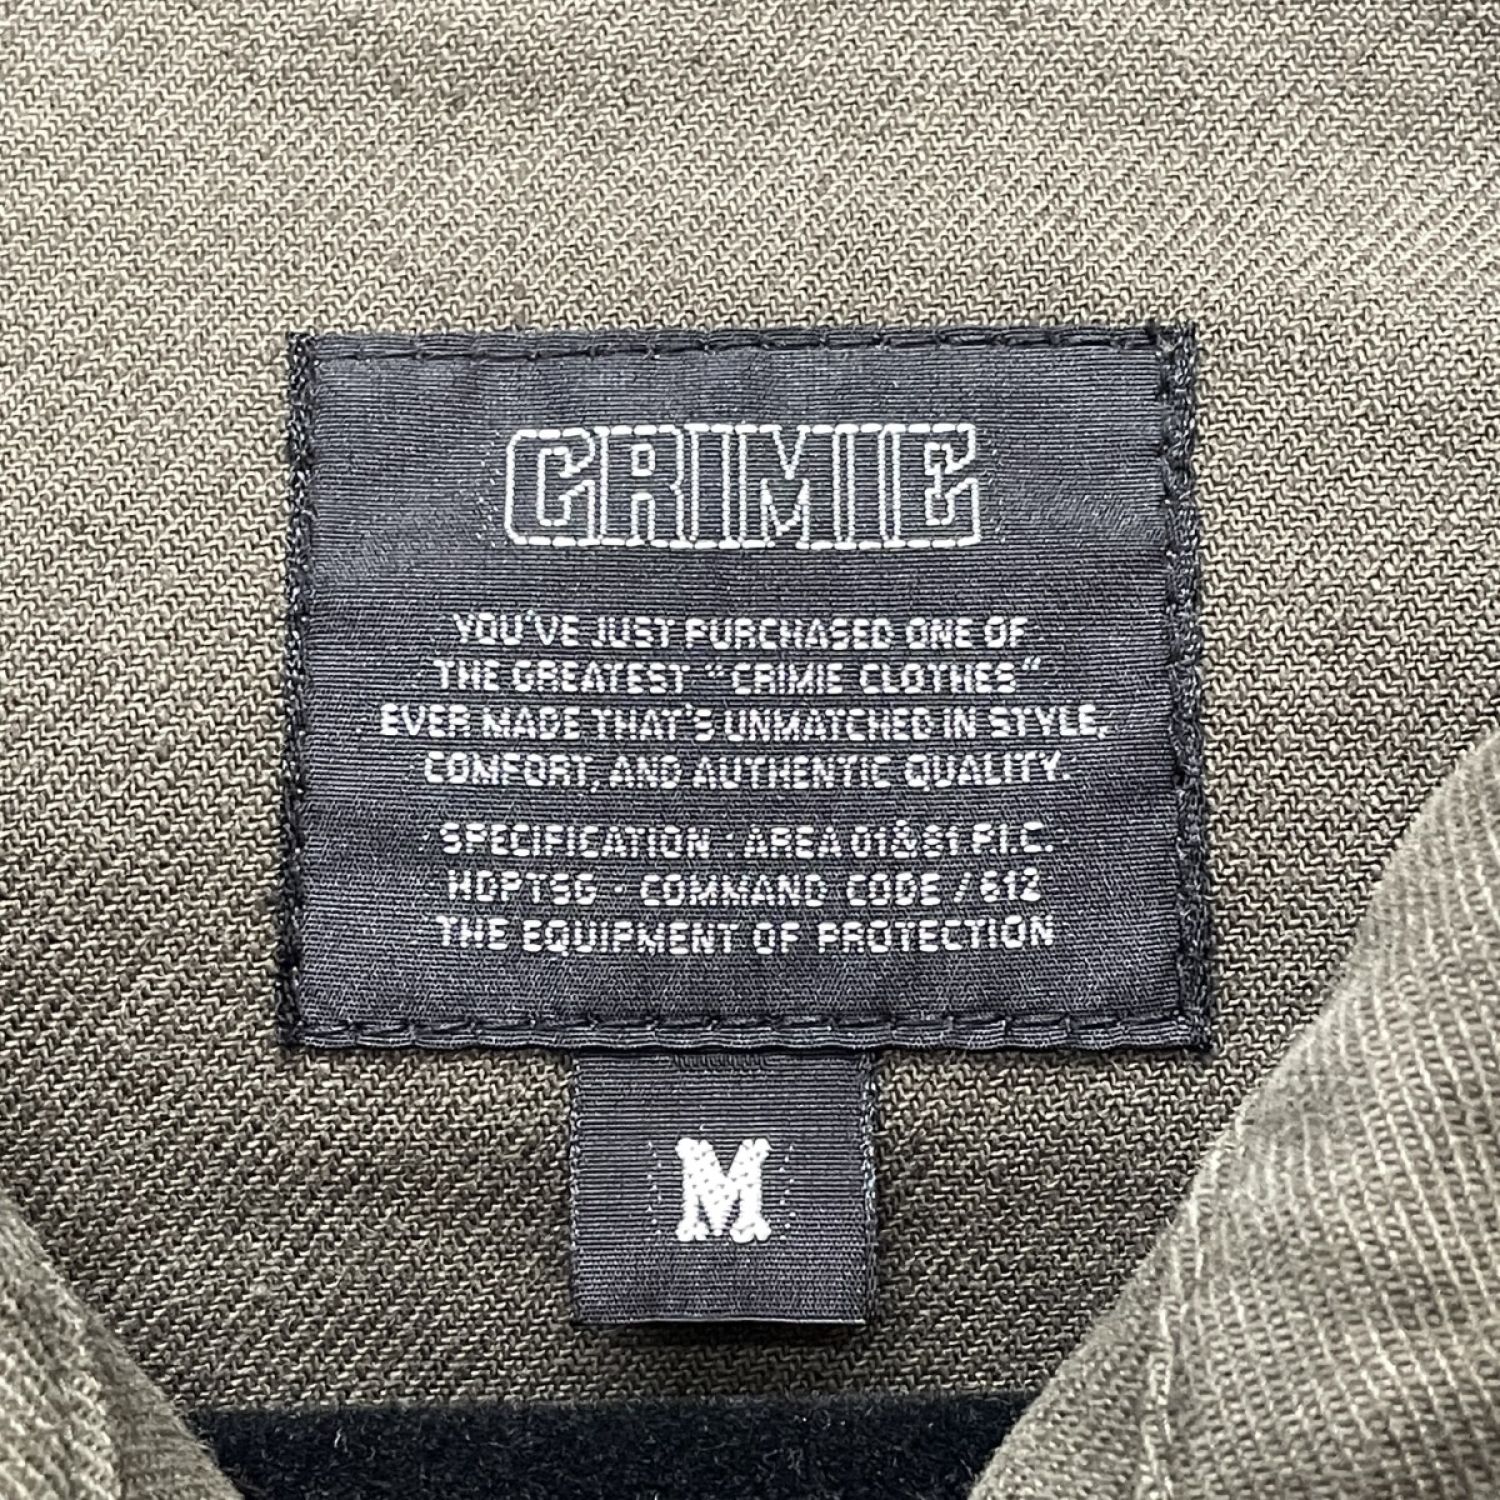 CRIMIE
YOU'VE JUST PURCHASED ONE OF
THE GREATEST "CRIMIE CLOTHES"
EVER MADE THAT'S UNMATCHED IN STYLE,
COMFORT, AND AUTHENTIC QUALITY.
SPECIFICATION · AREA 01&81 P.I.C.
HDPTSG · COMMAND CODE / 612
THE EQUIPMENT OF PROTECTION
M